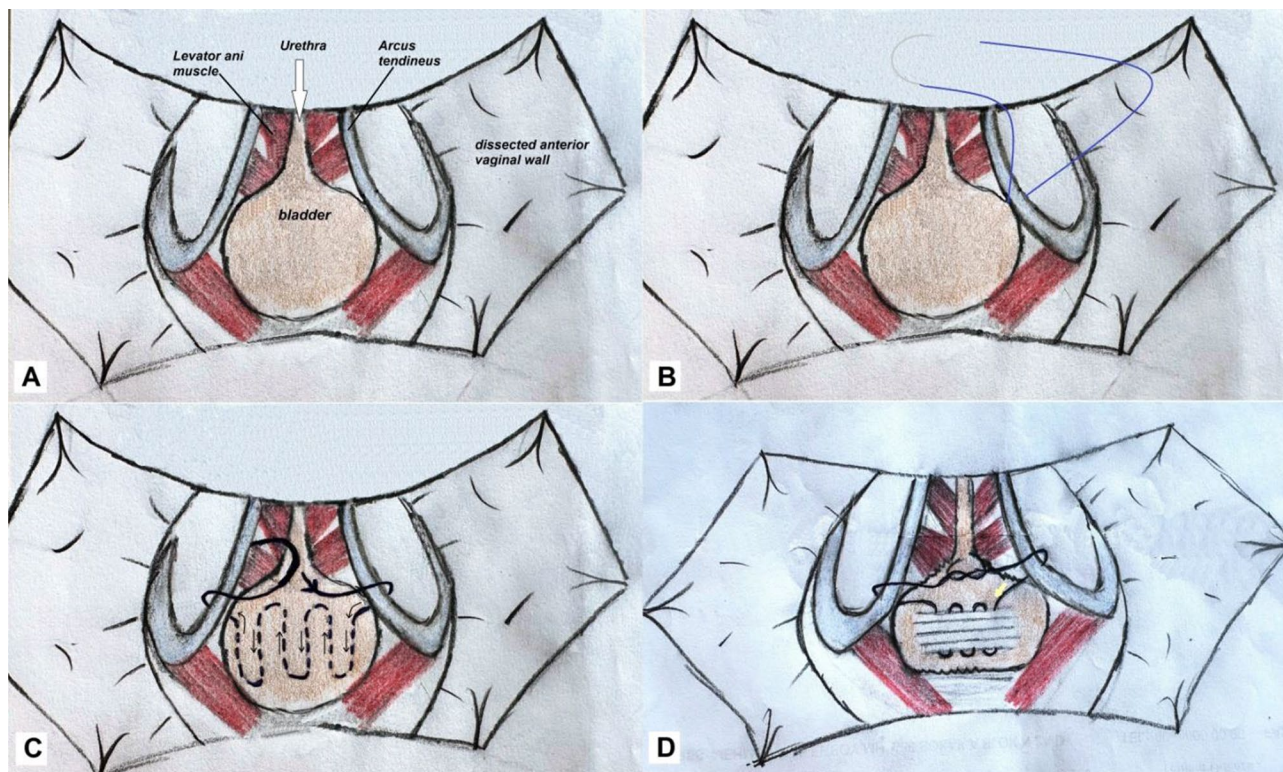 Levator ani
muscle
Urethra
Arcus
tendineus
dissected anterior
vaginal wall
bladder
A
B
C
D